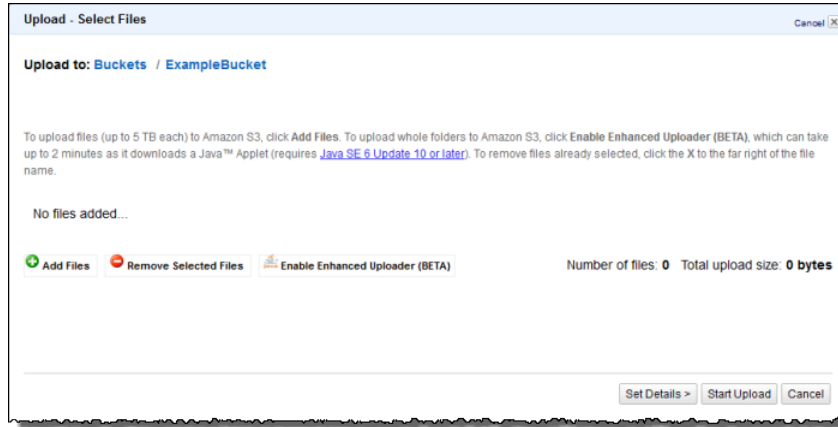 Upload - Select Files
Cancel X
Upload to: Buckets / ExampleBucket
To upload files (up to 5 TB each) to Amazon S3, click Add Files. To upload whole folders to Amazon S3, click Enable Enhanced Uploader (BETA), which can take
up to 2 minutes as it downloads a Java™ Applet (requires Java SE 6 Update 10 or later). To remove files already selected, click the X to the far right of the file
name.
No files added...
Add Files Remove Selected Files Enable Enhanced Uploader (BETA) Number of files: 0 Total upload size: 0 bytes
Set Details > Start Upload Cancel